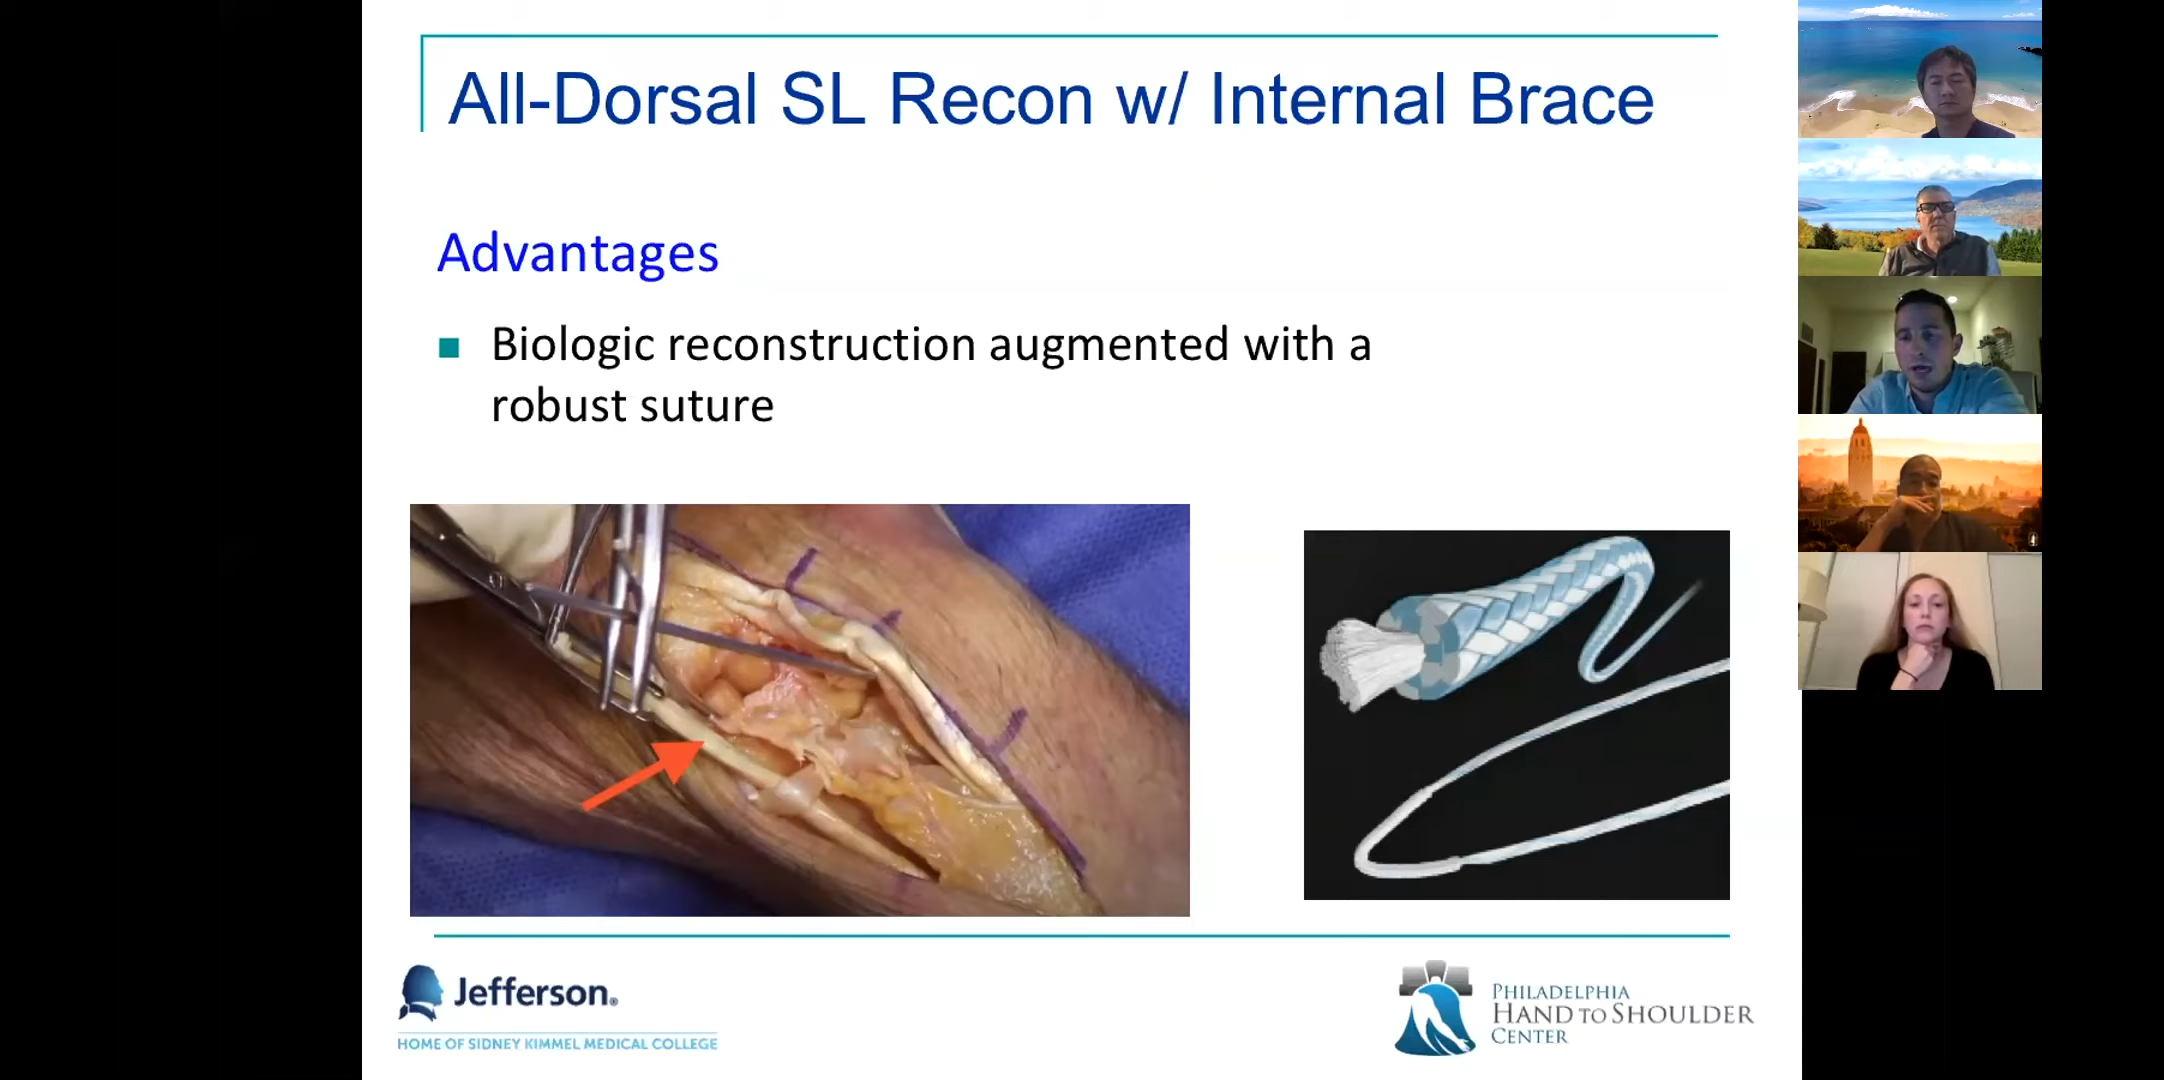 All-Dorsal SL Recon w/ Internal Brace
Advantages
Biologic reconstruction augmented with a
robust suture
Jefferson®
HOME OF SIDNEY KIMMEL MEDICAL COLLEGE
PHILADELPHIA
HAND TO SHOULDER
CENTER